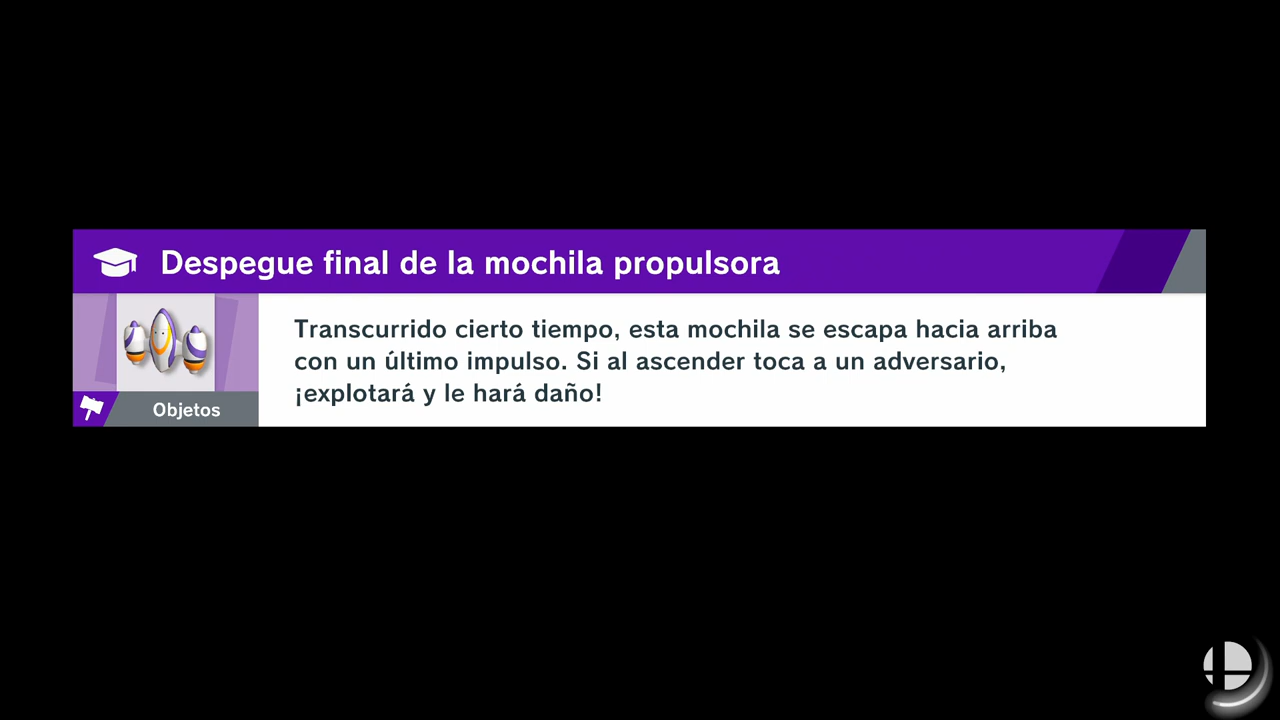 Despegue final de la mochila propulsora
Transcurrido cierto tiempo, esta mochila se escapa hacia arriba
con un último impulso. Si al ascender toca a un adversario,
¡explotará y le hará daño!
Objetos